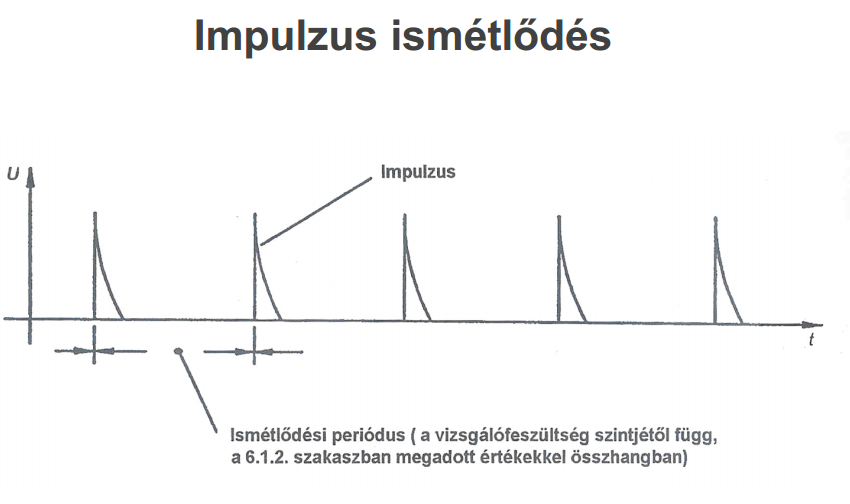 Impulzus ismétlődés
U
Impulzus
t
Ismétlődési periódus ( a vizsgálófeszültség szintjétől függ,
a 6.1.2. szakaszban megadott értékekkel összhangban)